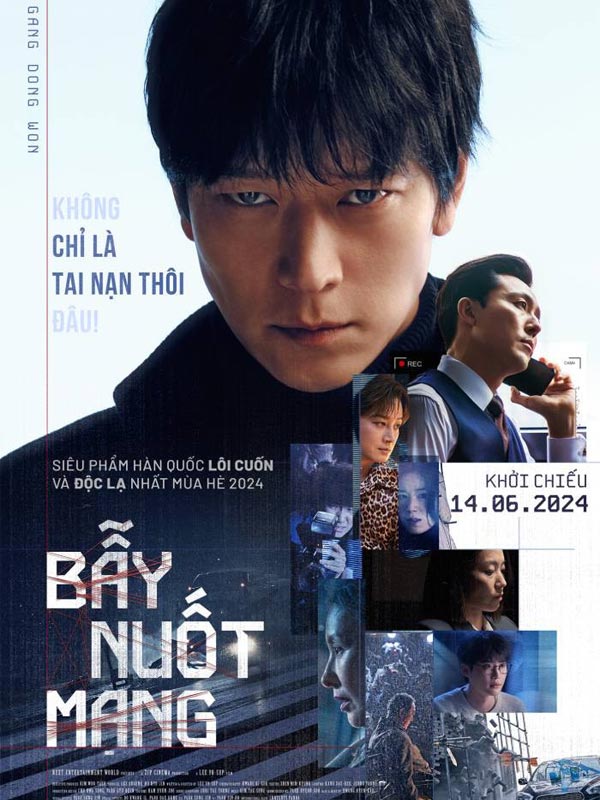 GANG DONG WON
KHÔNG
CHỈ LÀ
TAI NẠN THÔI
ĐÂU!
REC
SIÊU PHẨM HÀN QUỐC LÔI CUỐN
VÀ ĐỘC LẠ NHẤT MÙA HÈ 2024
KHỞI CHIẾU
14.06.2024
BẪY
NUỐT
MẠNG